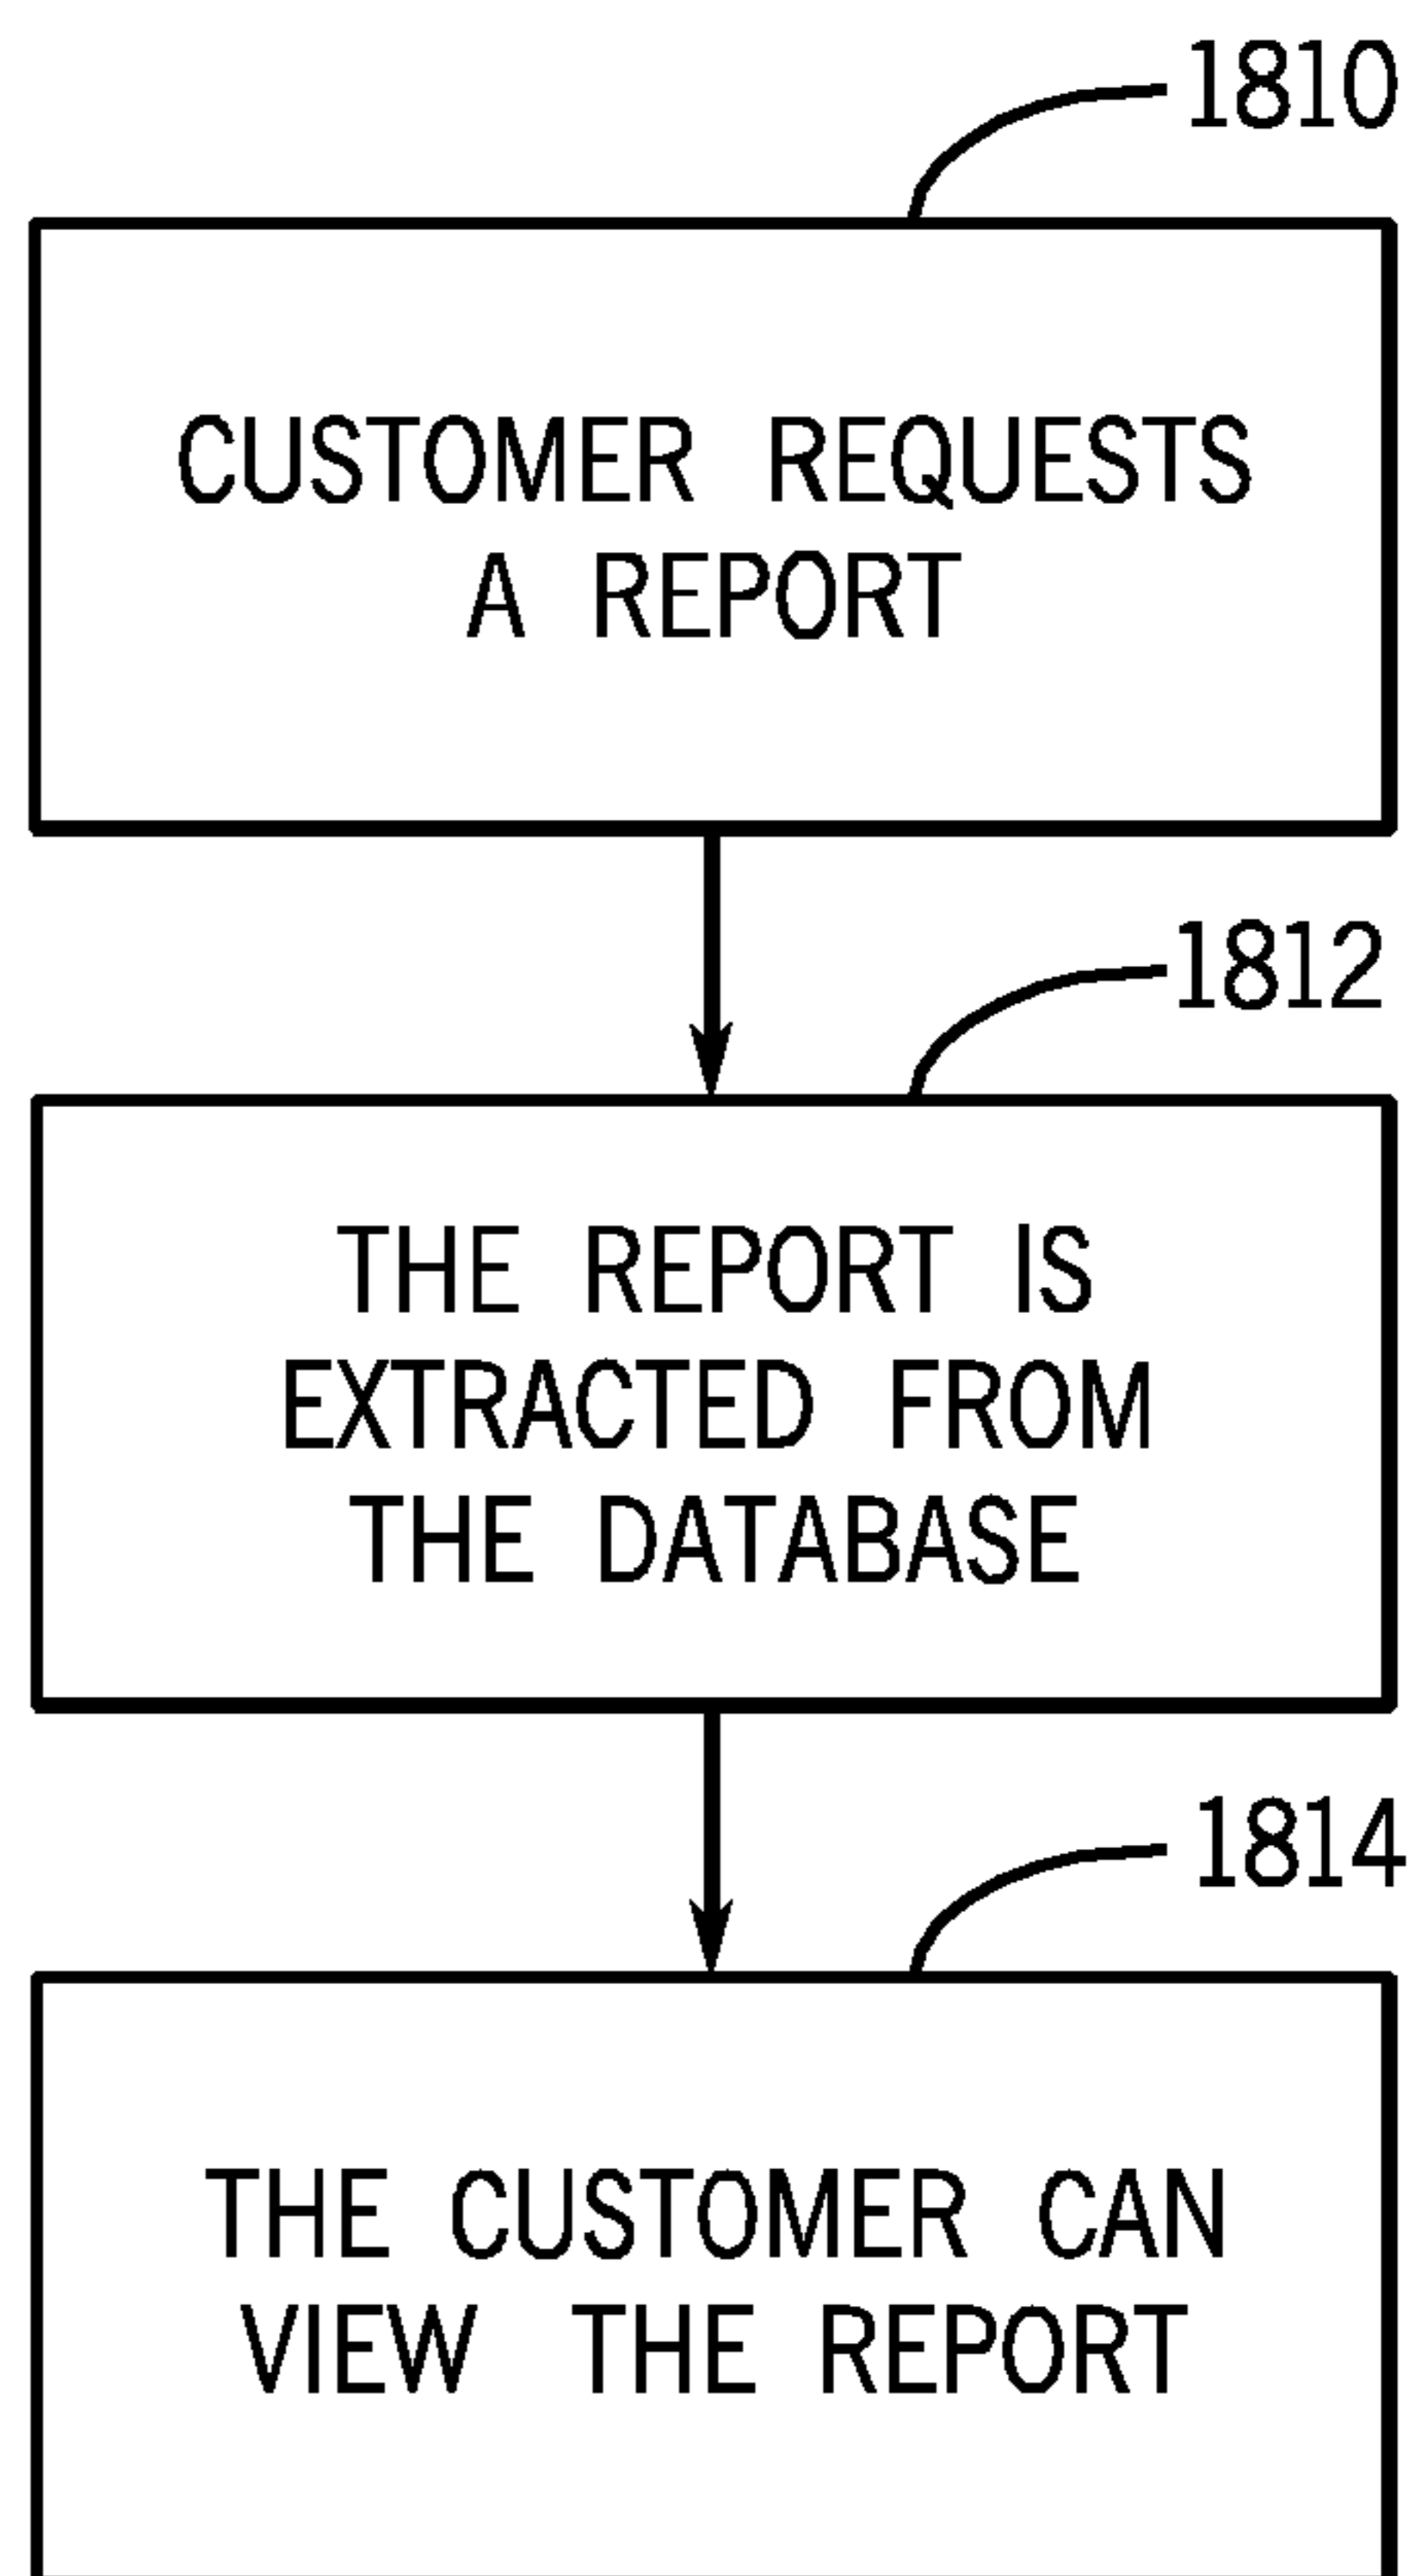 1810
CUSTOMER REQUESTS
A REPORT
1812
THE REPORT IS
EXTRACTED FROM
THE DATABASE
1814
THE CUSTOMER CAN
VIEW THE REPORT